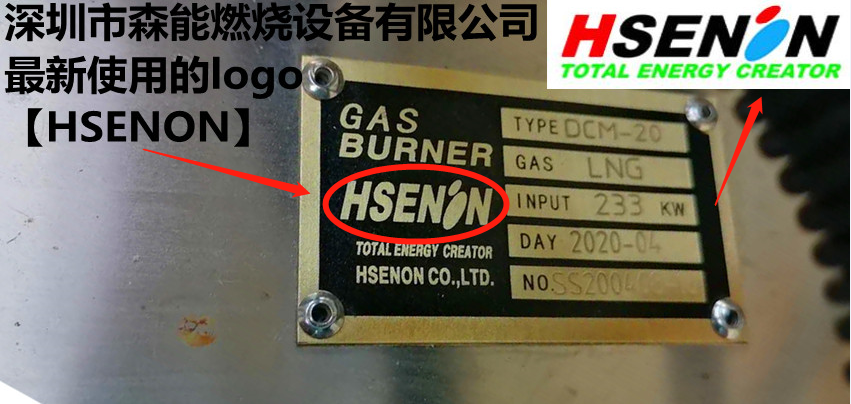 深圳市森能燃烧设备有限公司
最新使用的logo
【HSENON】
HSENON
TOTAL ENERGY CREATOR
GAS
BURNER
HSENON
TOTAL ENERGY CREATOR
HSENON CO.,LTD.
TYPE DCM-20
GAS LNG
INPUT 233 KW
DAY 2020-04
NO.